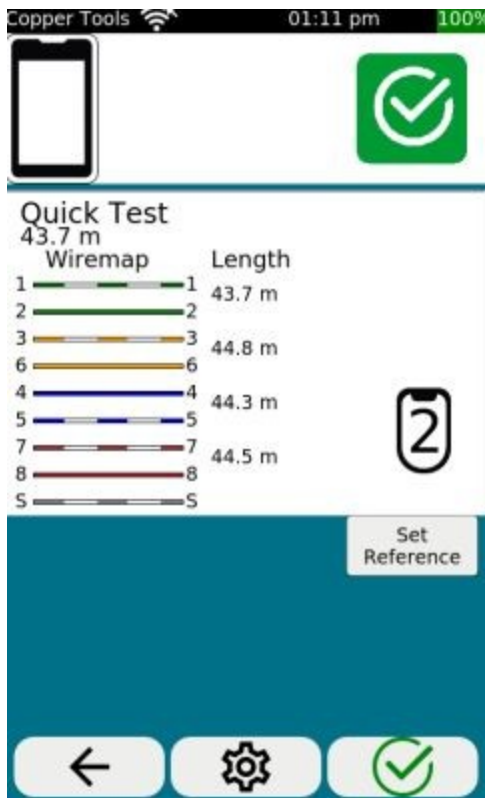 Copper Tools 01:11 pm 100%
Quick Test
43.7 m
Wiremap Length
1 1
43.7 m
2 2
3 3
44.8 m
6 6
4 4
44.3 m
5 5
7 7
44.5 m
8 8
S S
2
Set
Reference